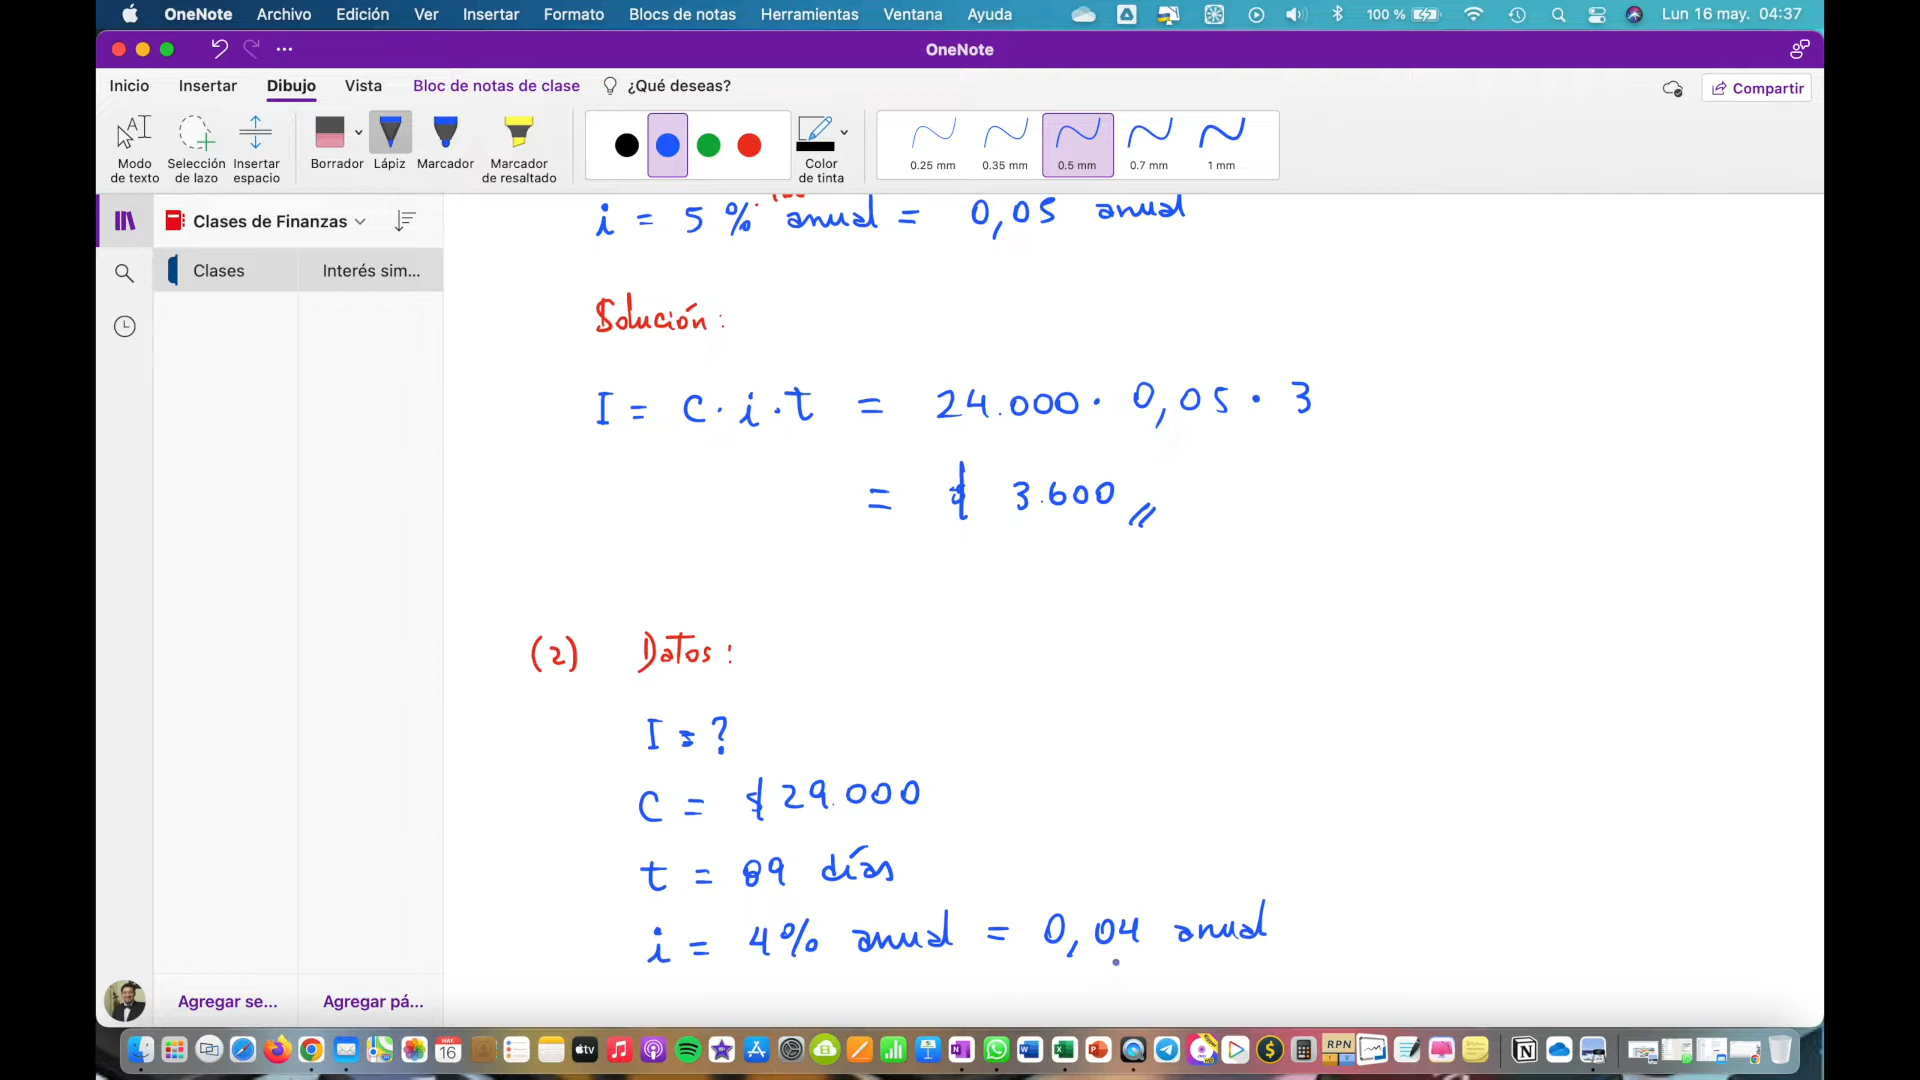 OneNote Archivo Edición Ver Insertar Formato Blocs de notas Herramientas Ventana Ayuda 100 % Lun 16 may. 04:37
OneNote
Inicio Insertar Dibujo Vista Bloc de notas de clase ¿Qué deseas? Compartir
Modo de texto
Selección de lazo
Insertar espacio
Borrador
Lápiz
Marcador
Marcador de resaltado
Color de tinta
0.25 mm 0.35 mm 0.5 mm 0.7 mm 1 mm
Clases de Finanzas
Clases Interés sim...
i = 5 % anual = 0,05 anual
Solución:
I = C · i · t = 24.000 · 0,05 · 3
= $ 3.600
(2) Datos:
I = ?
C = $29.000
t = 89 días
i = 4% anual = 0,04 anual
Agregar se... Agregar pá...
MAY 16
tv
RPN